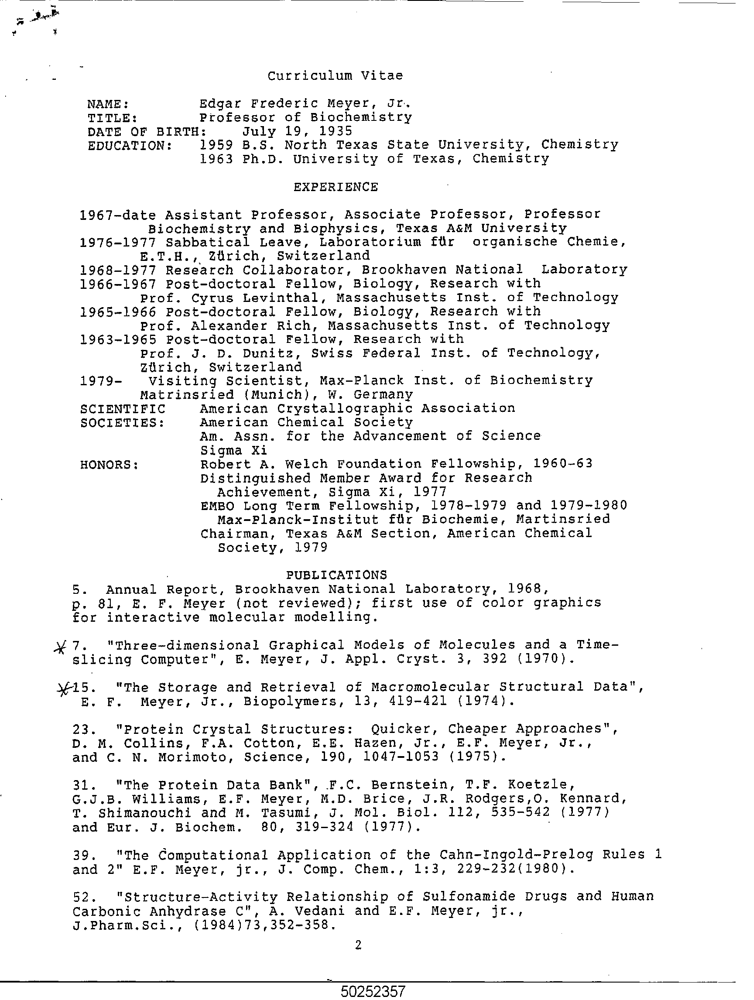 Curriculum Vitae
NAME: Edgar Frederic Meyer, Jr.
TITLE: Professor of Biochemistry
DATE OF BIRTH: July 19, 1935
EDUCATION: 1959 B.S. North Texas State University, Chemistry
1963 Ph.D. University of Texas, Chemistry
EXPERIENCE
1967-date Assistant Professor, Associate Professor, Professor
Biochemistry and Biophysics, Texas A&M University
1976-1977 Sabbatical Leave, Laboratorium für organische Chemie,
E.T.H., Zürich, Switzerland
1968-1977 Research Collaborator, Brookhaven National Laboratory
1966-1967 Post-doctoral Fellow, Biology, Research with
Prof. Cyrus Levinthal, Massachusetts Inst. of Technology
1965-1966 Post-doctoral Fellow, Biology, Research with
Prof. Alexander Rich, Massachusetts Inst. of Technology
1963-1965 Post-doctoral Fellow, Research with
Prof. J. D. Dunitz, Swiss Federal Inst. of Technology,
Zürich, Switzerland
1979- Visiting Scientist, Max-Planck Inst. of Biochemistry
Matrinsried (Munich), W. Germany
SCIENTIFIC American Crystallographic Association
SOCIETIES: American Chemical Society
Am. Assn. for the Advancement of Science
Sigma Xi
HONORS: Robert A. Welch Foundation Fellowship, 1960-63
Distinguished Member Award for Research
Achievement, Sigma Xi, 1977
EMBO Long Term Fellowship, 1978-1979 and 1979-1980
Max-Planck-Institut für Biochemie, Martinsried
Chairman, Texas A&M Section, American Chemical
Society, 1979
PUBLICATIONS
5. Annual Report, Brookhaven National Laboratory, 1968,
p. 81, E. F. Meyer (not reviewed); first use of color graphics
for interactive molecular modelling.
7. "Three-dimensional Graphical Models of Molecules and a Time-
slicing Computer", E. Meyer, J. Appl. Cryst. 3, 392 (1970).
15. "The Storage and Retrieval of Macromolecular Structural Data",
E. F. Meyer, Jr., Biopolymers, 13, 419-421 (1974).
23. "Protein Crystal Structures: Quicker, Cheaper Approaches",
D. M. Collins, F.A. Cotton, E.E. Hazen, Jr., E.F. Meyer, Jr.,
and C. N. Morimoto, Science, 190, 1047-1053 (1975).
31. "The Protein Data Bank", F.C. Bernstein, T.F. Koetzle,
G.J.B. Williams, E.F. Meyer, M.D. Brice, J.R. Rodgers,O. Kennard,
T. Shimanouchi and M. Tasumi, J. Mol. Biol. 112, 535-542 (1977)
and Eur. J. Biochem. 80, 319-324 (1977).
39. "The Computational Application of the Cahn-Ingold-Prelog Rules 1
and 2" E.F. Meyer, jr., J. Comp. Chem., 1:3, 229-232(1980).
52. "Structure-Activity Relationship of Sulfonamide Drugs and Human
Carbonic Anhydrase C", A. Vedani and E.F. Meyer, jr.,
J.Pharm.Sci., (1984)73,352-358.
2
50252357